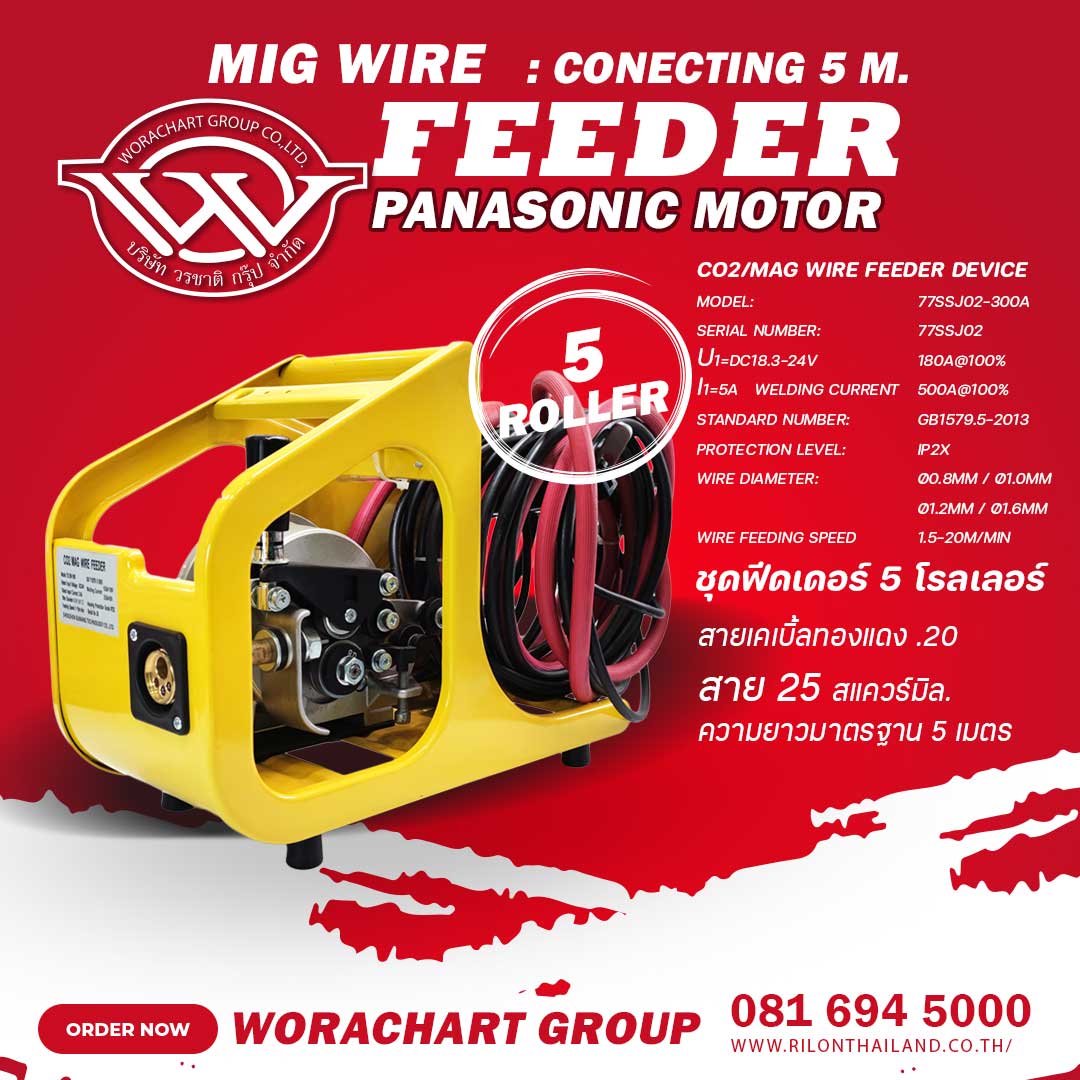 MIG WIRE : CONECTING 5 M.
FEEDER
PANASONIC MOTOR
WORACHART GROUP CO.,LTD.
W
บริษัท วรชาติ กรุ๊ป จำกัด
5
ROLLER
CO2/MAG WIRE FEEDER DEVICE
MODEL: 77SSJ02-300A
SERIAL NUMBER: 77SSJ02
U1=DC18.3-24V 180A@100%
I1=5A WELDING CURRENT 500A@100%
STANDARD NUMBER: GB1579.5-2013
PROTECTION LEVEL: IP2X
WIRE DIAMETER: Ø0.8MM / Ø1.0MM
Ø1.2MM / Ø1.6MM
WIRE FEEDING SPEED 1.5-20M/MIN
ชุดฟีดเดอร์ 5 โรลเลอร์
สายเคเบิ้ลทองแดง .20
สาย 25 สแควร์มิล.
ความยาวมาตรฐาน 5 เมตร
CO2/MAG WIRE FEEDER
ORDER NOW
WORACHART GROUP
081 694 5000
WWW.RILONTHAILAND.CO.TH/